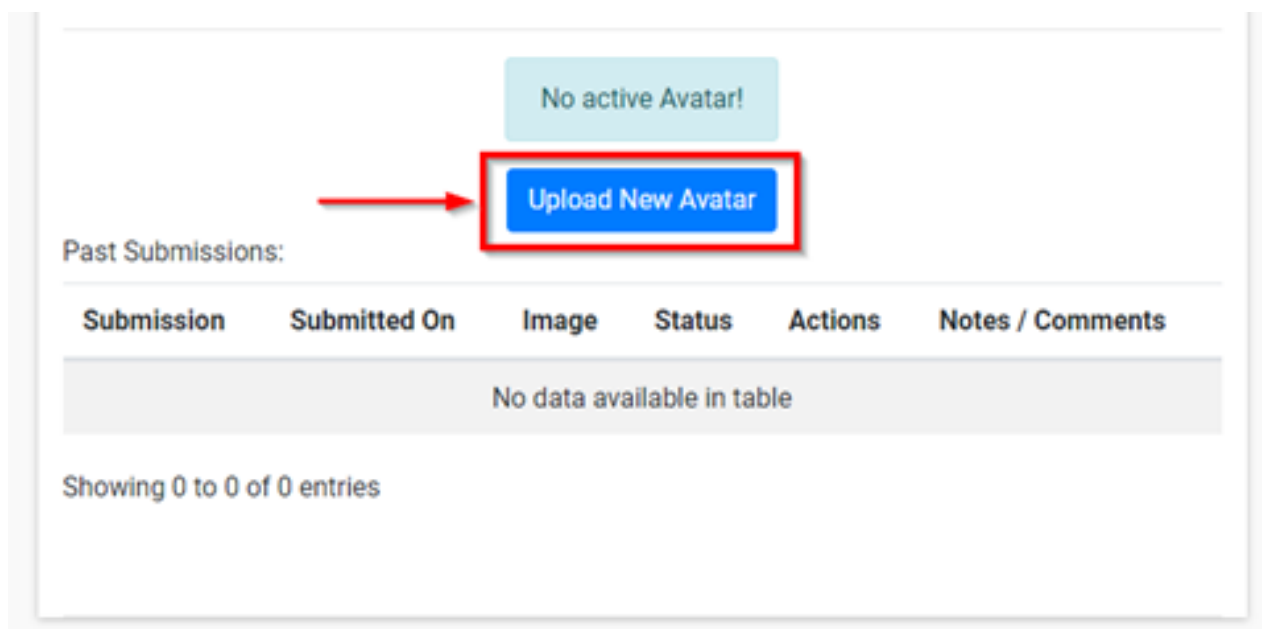 No active Avatar!
Upload New Avatar
Past Submissions:
Submission Submitted On Image Status Actions Notes / Comments
No data available in table
Showing 0 to 0 of 0 entries